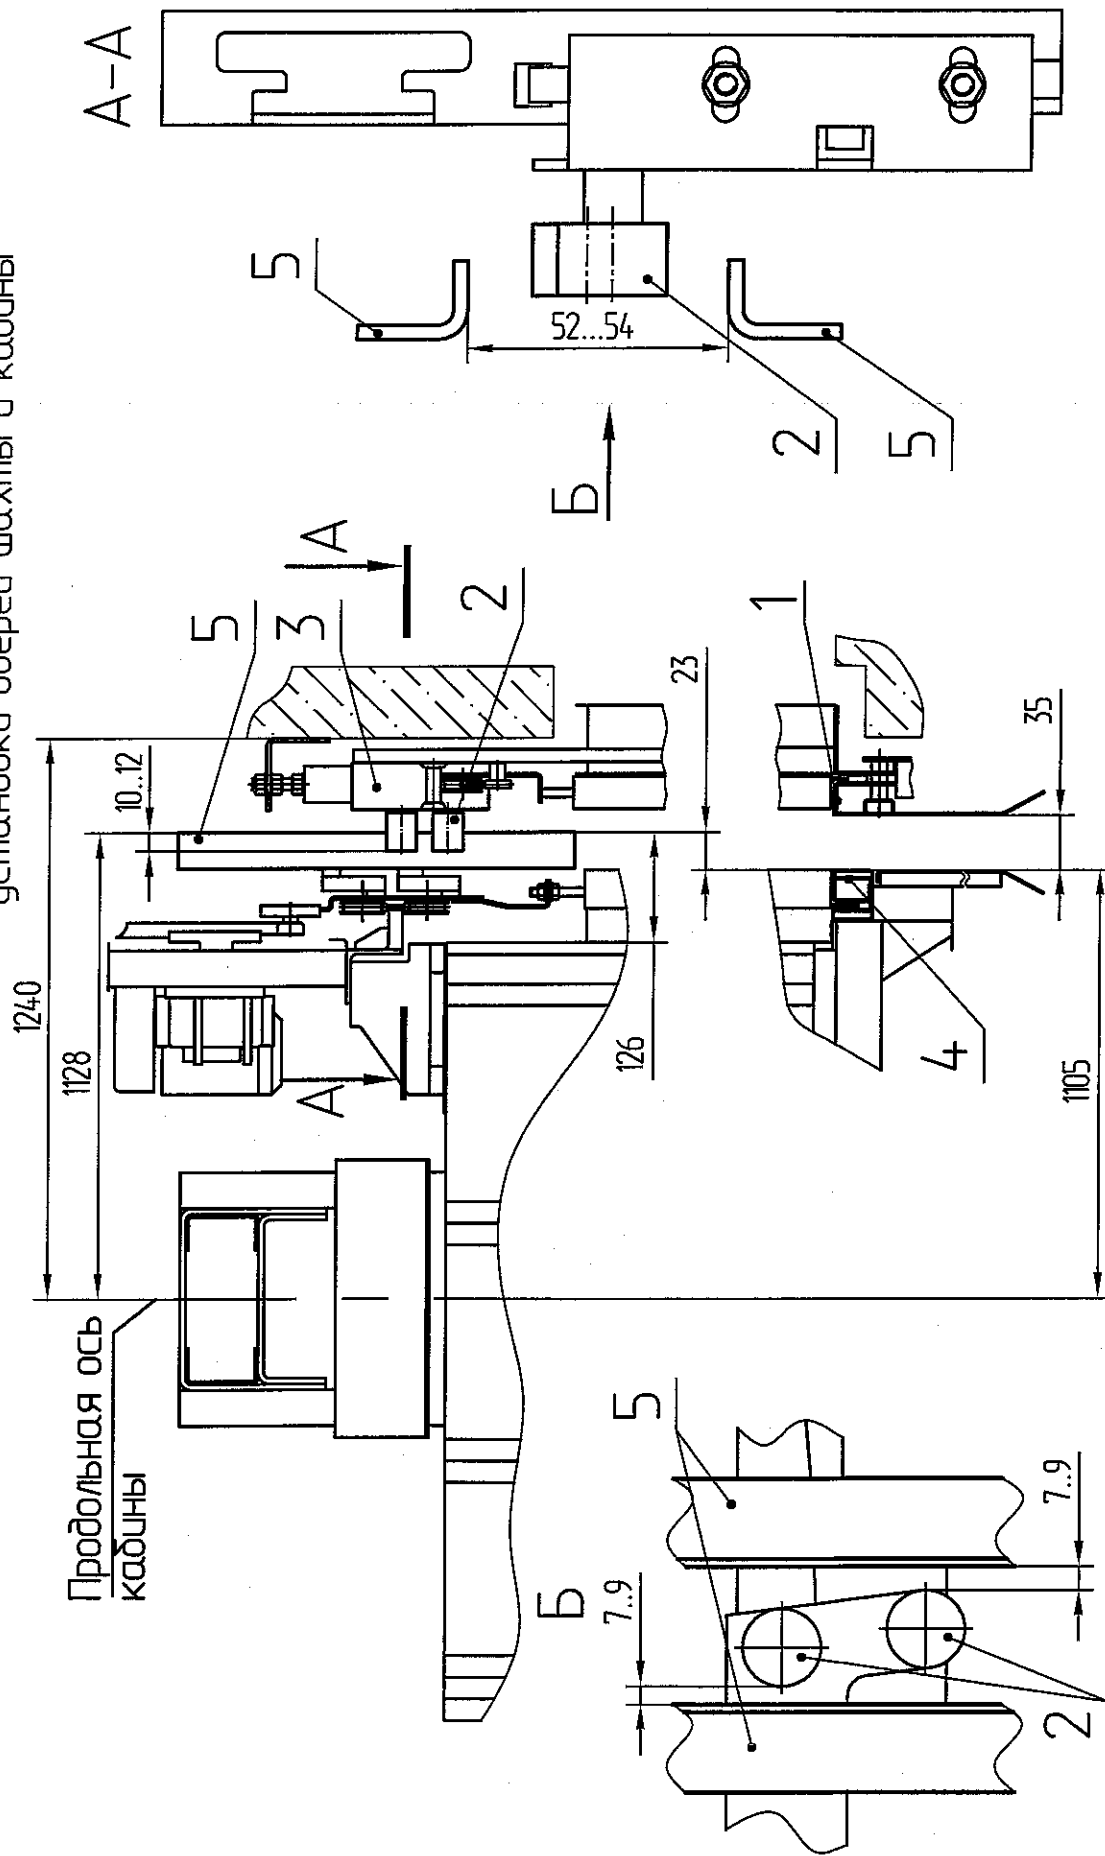 установка дверей шахты и кабины
Продольная ось
кабины
1240
1128
10..12
5
3
2
А
А
А-А
5
52...54
2
5
Б
126
23
1
35
4
1105
Б
7..9
5
7..9
2